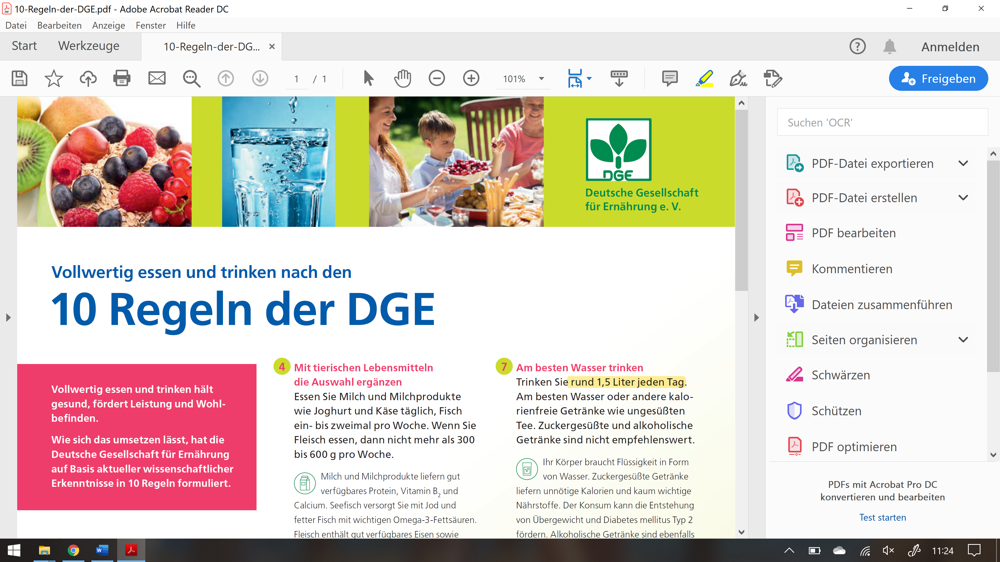 10-Regeln-der-DGE.pdf - Adobe Acrobat Reader DC
Datei Bearbeiten Anzeige Fenster Hilfe
Start Werkzeuge 10-Regeln-der-DG... ×
Anmelden
1 / 1
101%
Freigeben
DGE
Deutsche Gesellschaft
für Ernährung e. V.
Vollwertig essen und trinken nach den
10 Regeln der DGE
Vollwertig essen und trinken hält
gesund, fördert Leistung und Wohl-
befinden.
Wie sich das umsetzen lässt, hat die
Deutsche Gesellschaft für Ernährung
auf Basis aktueller wissenschaftlicher
Erkenntnisse in 10 Regeln formuliert.
4 Mit tierischen Lebensmitteln
die Auswahl ergänzen
Essen Sie Milch und Milchprodukte
wie Joghurt und Käse täglich, Fisch
ein- bis zweimal pro Woche. Wenn Sie
Fleisch essen, dann nicht mehr als 300
bis 600 g pro Woche.
Milch und Milchprodukte liefern gut
verfügbares Protein, Vitamin B₂ und
Calcium. Seefisch versorgt Sie mit Jod und
fetter Fisch mit wichtigen Omega-3-Fettsäuren.
Fleisch enthält gut verfügbares Eisen sowie
7 Am besten Wasser trinken
Trinken Sie rund 1,5 Liter jeden Tag.
Am besten Wasser oder andere kalo-
rienfreie Getränke wie ungesüßten
Tee. Zuckergesüßte und alkoholische
Getränke sind nicht empfehlenswert.
Ihr Körper braucht Flüssigkeit in Form
von Wasser. Zuckergesüßte Getränke
liefern unnötige Kalorien und kaum wichtige
Nährstoffe. Der Konsum kann die Entstehung
von Übergewicht und Diabetes mellitus Typ 2
fördern. Alkoholische Getränke sind ebenfalls
Suchen 'OCR'
PDF-Datei exportieren
PDF-Datei erstellen
PDF bearbeiten
Kommentieren
Dateien zusammenführen
Seiten organisieren
Schwärzen
Schützen
PDF optimieren
PDFs mit Acrobat Pro DC
konvertieren und bearbeiten
Test starten
11:24